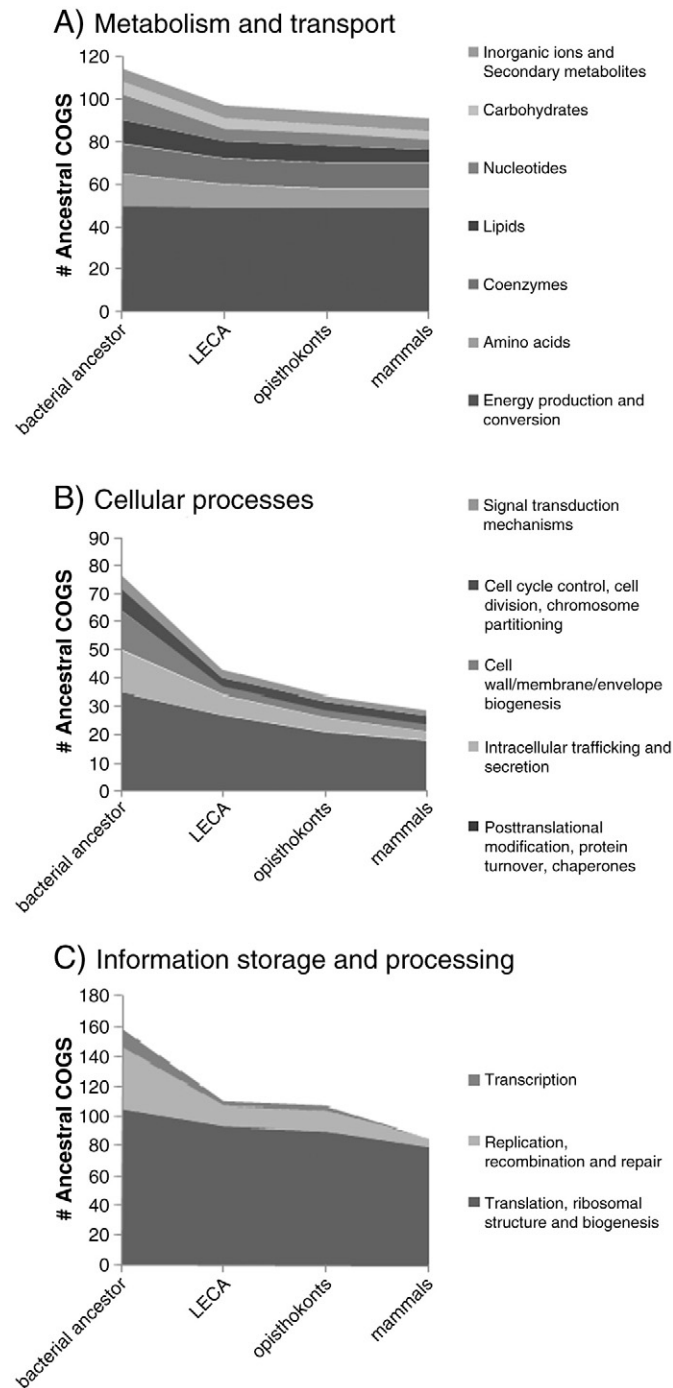 A) Metabolism and transport
# Ancestral COGS
120
100
80
60
40
20
0
bacterial ancestor
LECA
opisthokonts
mammals
Inorganic ions and
Secondary metabolites
Carbohydrates
Nucleotides
Lipids
Coenzymes
Amino acids
Energy production and
conversion
B) Cellular processes
# Ancestral COGS
90
80
70
60
50
40
30
20
10
0
bacterial ancestor
LECA
opisthokonts
mammals
Signal transduction
mechanisms
Cell cycle control, cell
division, chromosome
partitioning
Cell
wall/membrane/envelope
biogenesis
Intracellular trafficking and
secretion
Posttranslational
modification, protein
turnover, chaperones
C) Information storage and processing
# Ancestral COGS
180
160
140
120
100
80
60
40
20
0
bacterial ancestor
LECA
opisthokonts
mammals
Transcription
Replication,
recombination and repair
Translation, ribosomal
structure and biogenesis